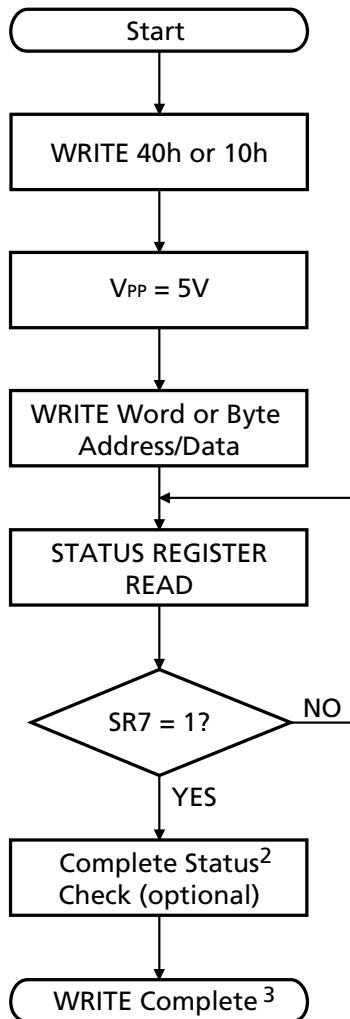 Start
WRITE 40h or 10h
VPP = 5V
WRITE Word or Byte
Address/Data
STATUS REGISTER
READ
SR7 = 1?
NO
YES
Complete Status²
Check (optional)
WRITE Complete ³